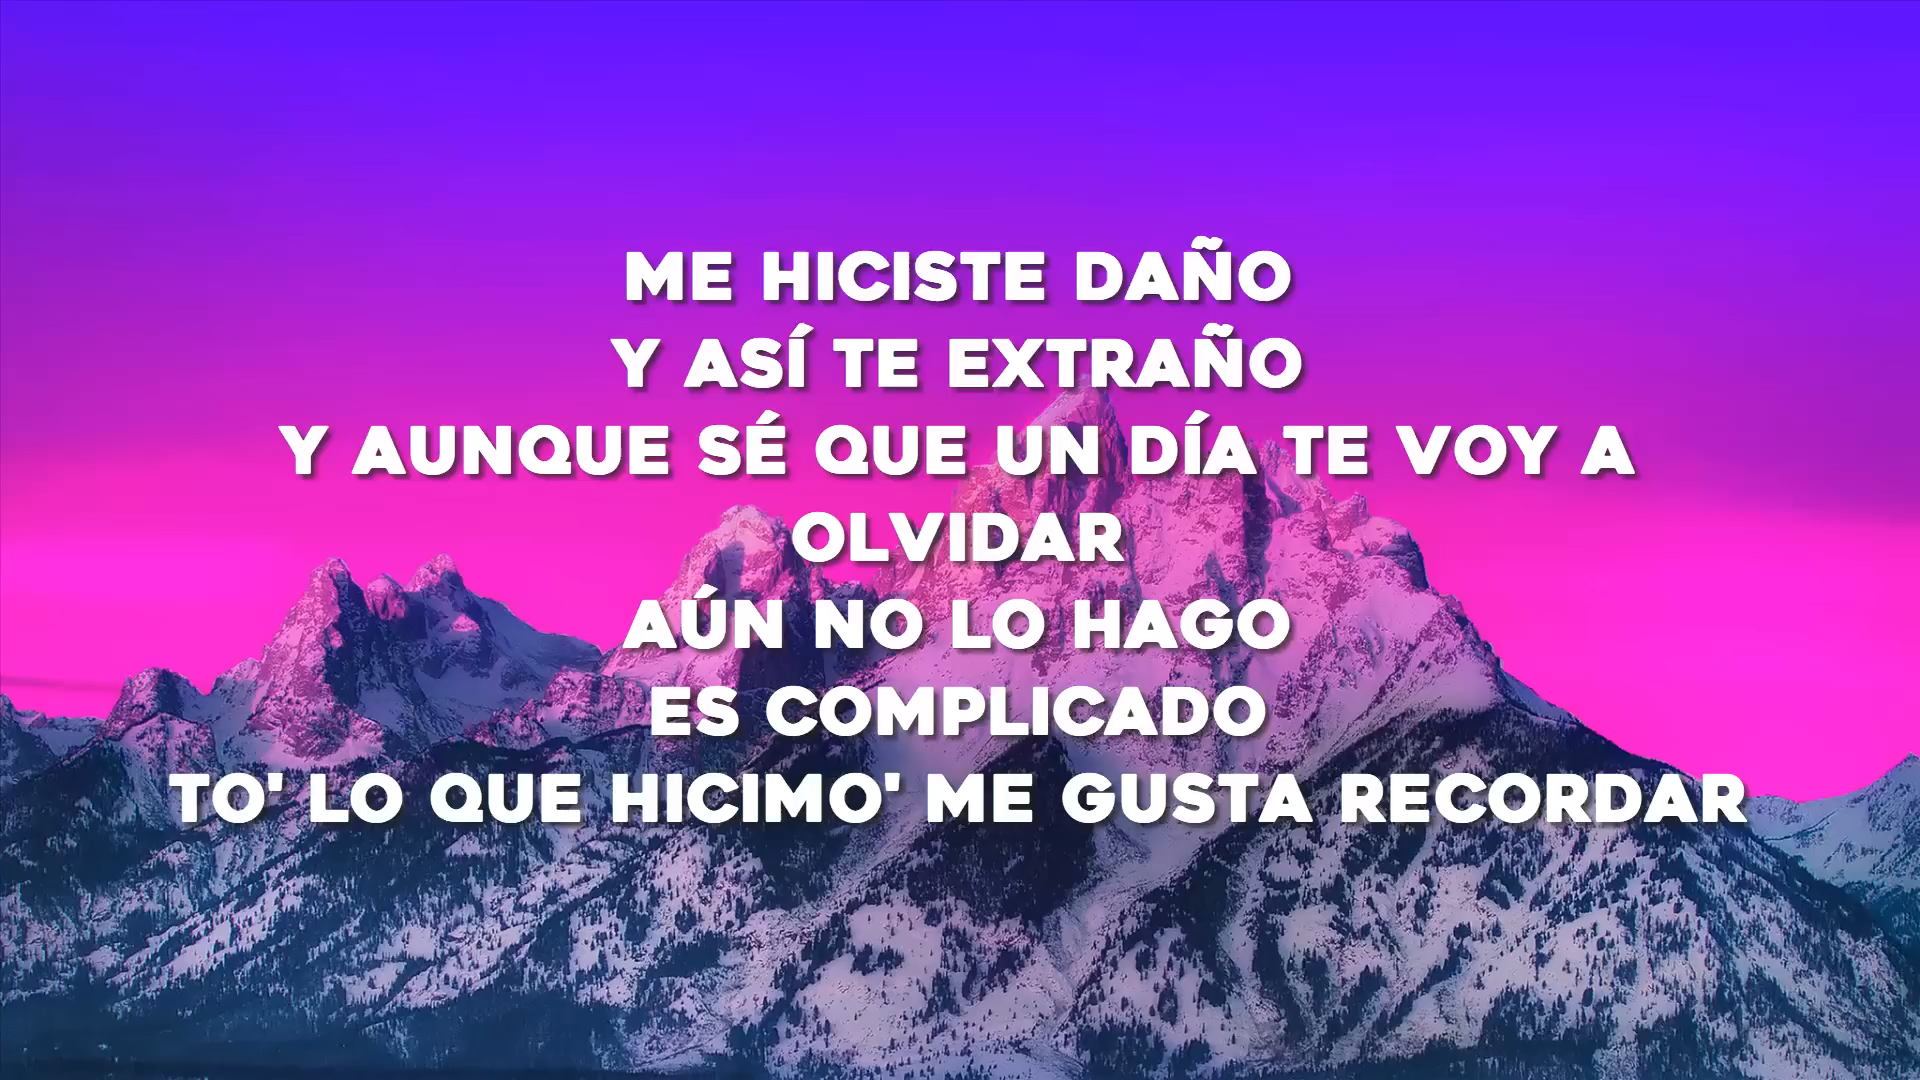 ME HICISTE DAÑO
Y ASÍ TE EXTRAÑO
Y AUNQUE SÉ QUE UN DÍA TE VOY A
OLVIDAR
AÚN NO LO HAGO
ES COMPLICADO
TO' LO QUE HICIMO' ME GUSTA RECORDAR